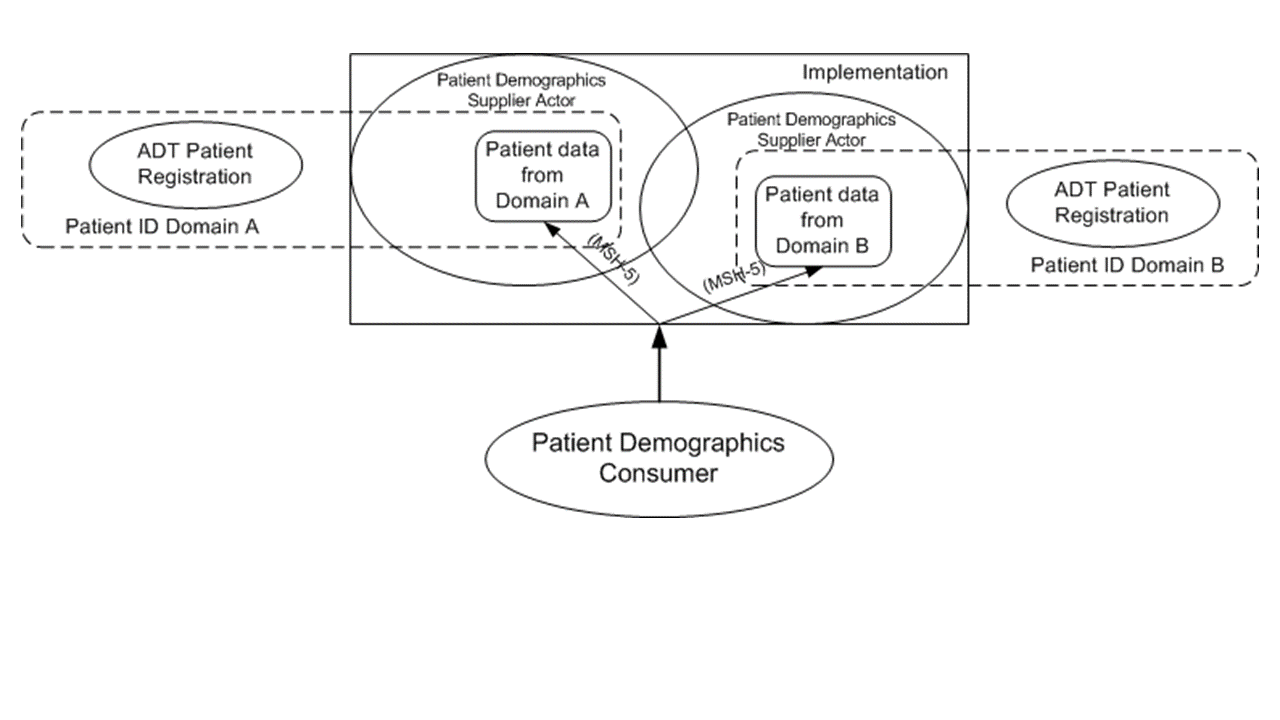 Implementation
Patient Demographics
Supplier Actor
Patient Demographics
Supplier Actor
ADT Patient
Registration
Patient ID Domain A
Patient data
from
Domain A
Patient data
from
Domain B
ADT Patient
Registration
Patient ID Domain B
(MSH-5)
(MSH-5)
Patient Demographics
Consumer